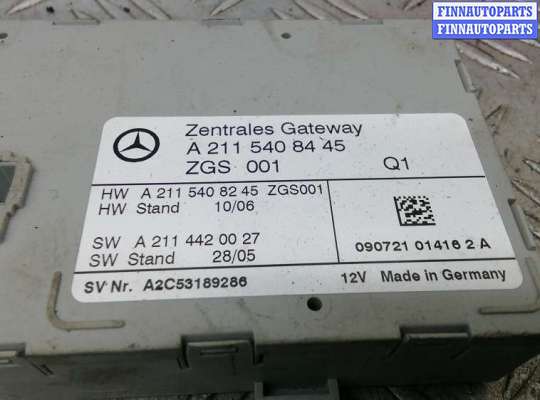 FINNAUTOPARTS
FINNAUTOPARTS
FINNAUTOPARTS
Zentrales Gateway
A 211 540 84 45
ZGS 001 Q1
HW A 211 540 82 45 ZGS001
HW Stand 10/06
SW A 211 442 00 27
SW Stand 28/05
090721 01416 2 A
SV Nr. A2C53189286 12V Made in Germany